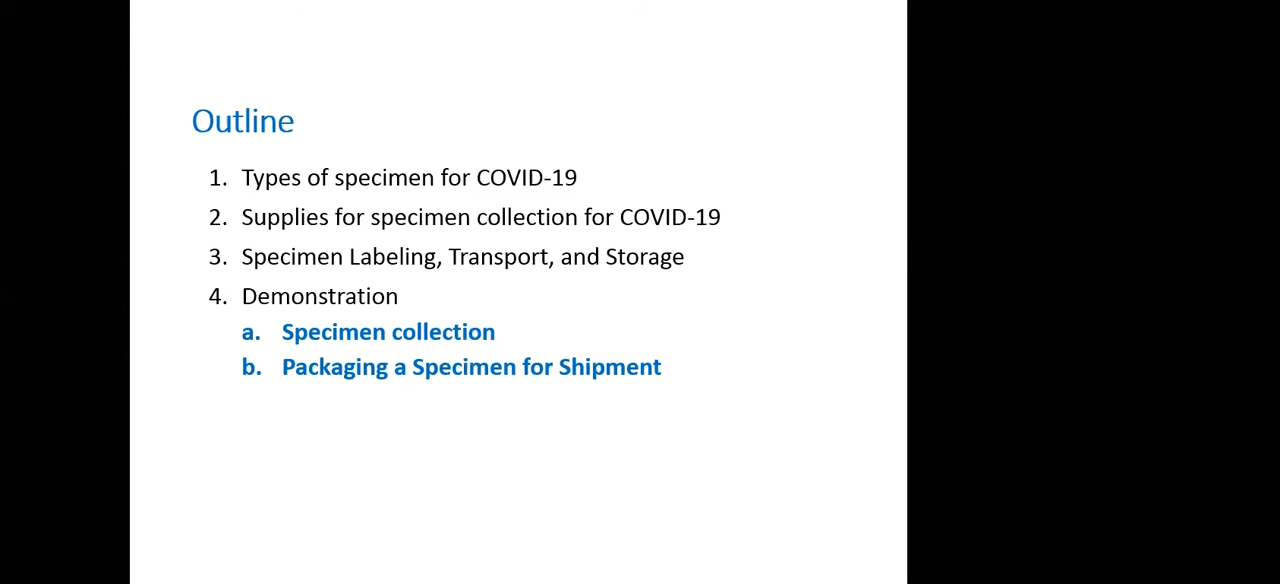 Outline
1. Types of specimen for COVID-19
2. Supplies for specimen collection for COVID-19
3. Specimen Labeling, Transport, and Storage
4. Demonstration
a. Specimen collection
b. Packaging a Specimen for Shipment